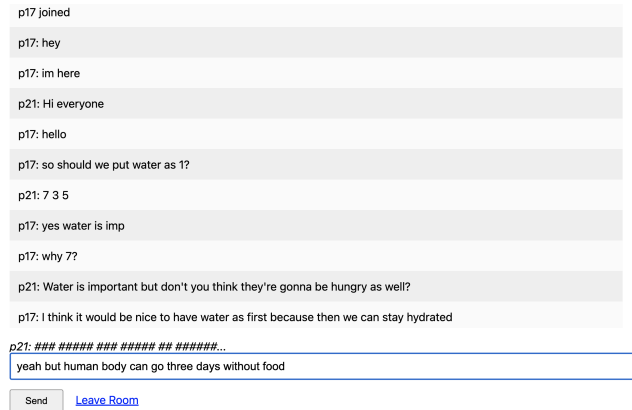 p17 joined
p17: hey
p17: im here
p21: Hi everyone
p17: hello
p17: so should we put water as 1?
p21: 7 3 5
p17: yes water is imp
p17: why 7?
p21: Water is important but don't you think they're gonna be hungry as well?
p17: I think it would be nice to have water as first because then we can stay hydrated
p21: ### ##### ### ##### ## ######...
yeah but human body can go three days without food
Send Leave Room